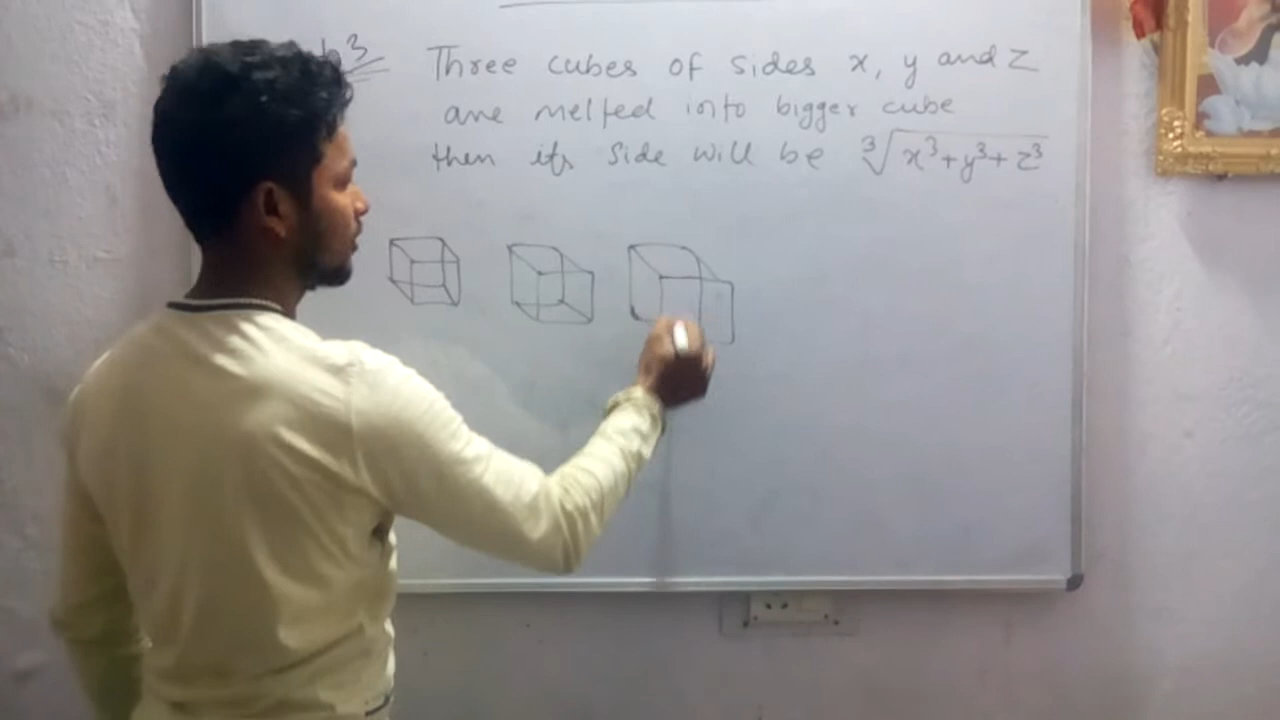 Three cubes of sides x, y and z
are melted into bigger cube
then its side will be ∛(x³+y³+z³)